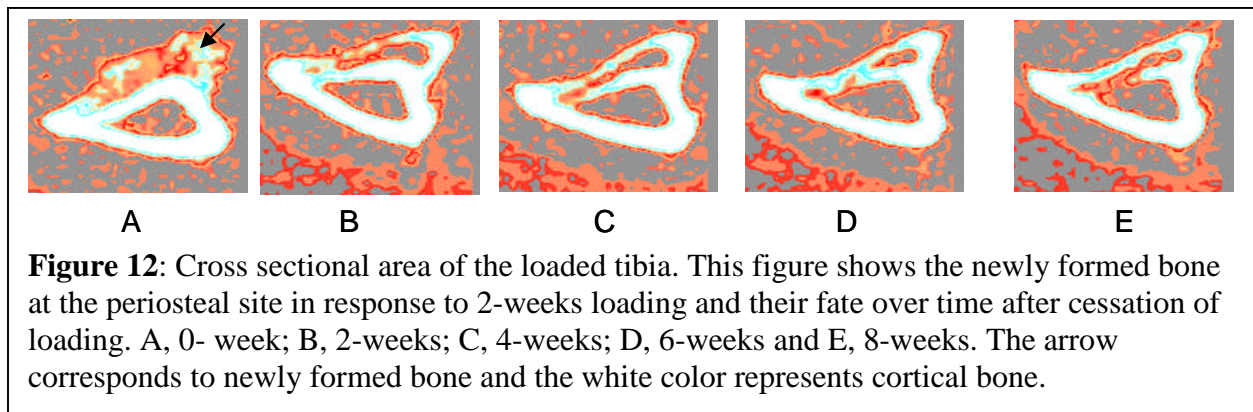 A B C D E
Figure 12: Cross sectional area of the loaded tibia. This figure shows the newly formed bone
at the periosteal site in response to 2-weeks loading and their fate over time after cessation of
loading. A, 0- week; B, 2-weeks; C, 4-weeks; D, 6-weeks and E, 8-weeks. The arrow
corresponds to newly formed bone and the white color represents cortical bone.